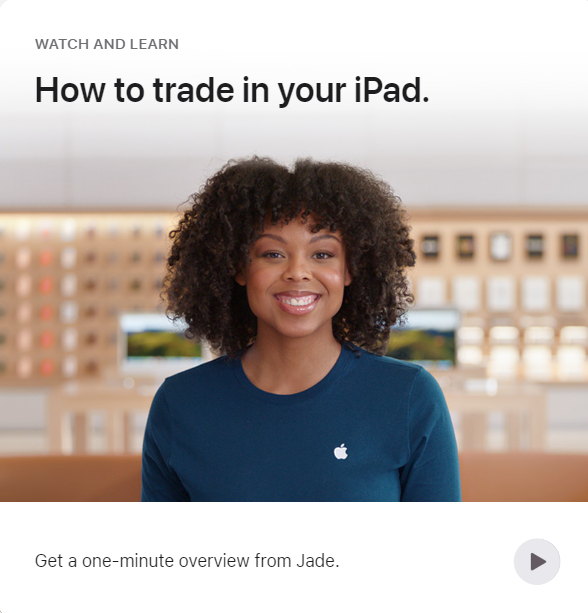 WATCH AND LEARN
How to trade in your iPad.
Get a one-minute overview from Jade.